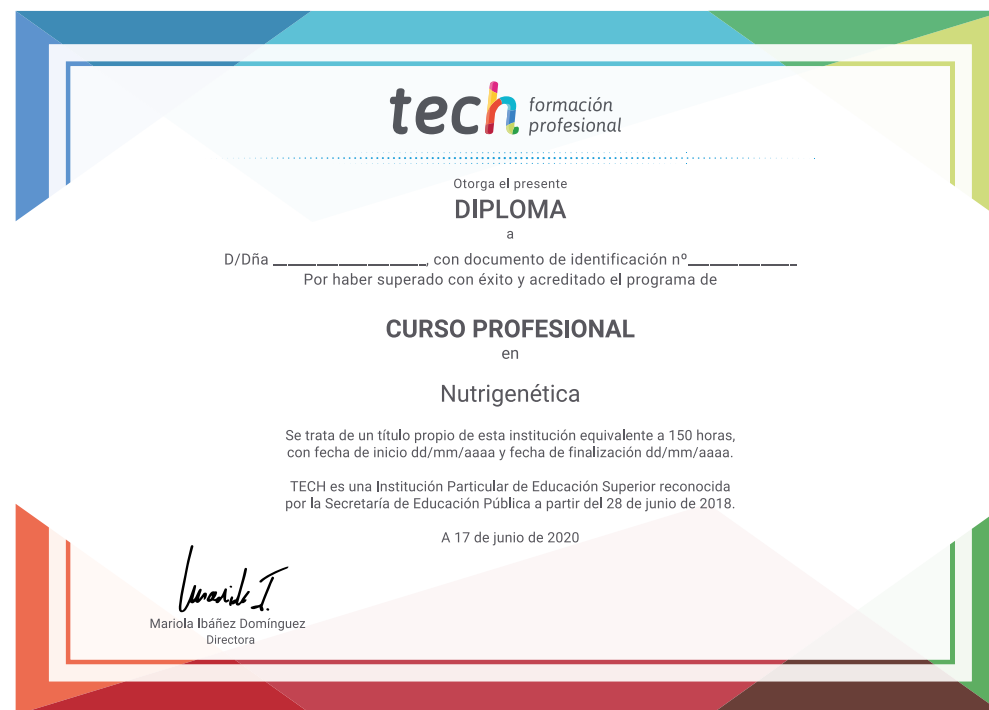 tech formación
profesional
Otorga el presente
DIPLOMA
a
D/Dña ____________________, con documento de identificación nº______________
Por haber superado con éxito y acreditado el programa de
CURSO PROFESIONAL
en
Nutrigenética
Se trata de un título propio de esta institución equivalente a 150 horas,
con fecha de inicio dd/mm/aaaa y fecha de finalización dd/mm/aaaa.
TECH es una Institución Particular de Educación Superior reconocida
por la Secretaría de Educación Pública a partir del 28 de junio de 2018.
A 17 de junio de 2020
Mariola Ibáñez Domínguez
Directora